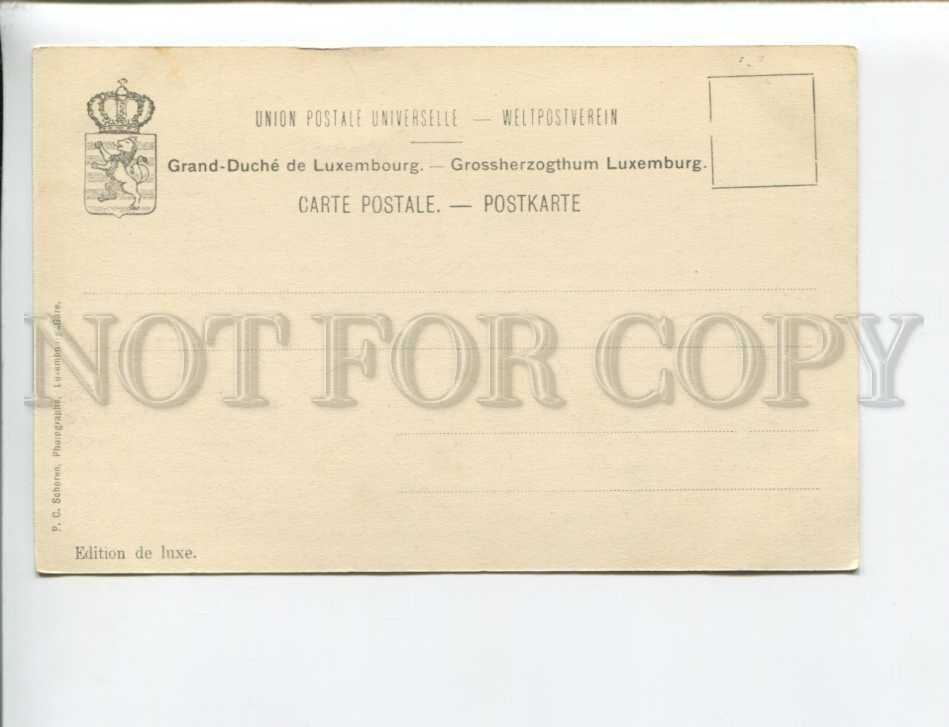 UNION POSTALE UNIVERSELLE — WELTPOSTVEREIN
Grand-Duché de Luxembourg. — Grossherzogthum Luxemburg.
CARTE POSTALE. — POSTKARTE
NOT FOR COPY
P. C. Schoren, Photographe, Gare.
Edition de luxe.